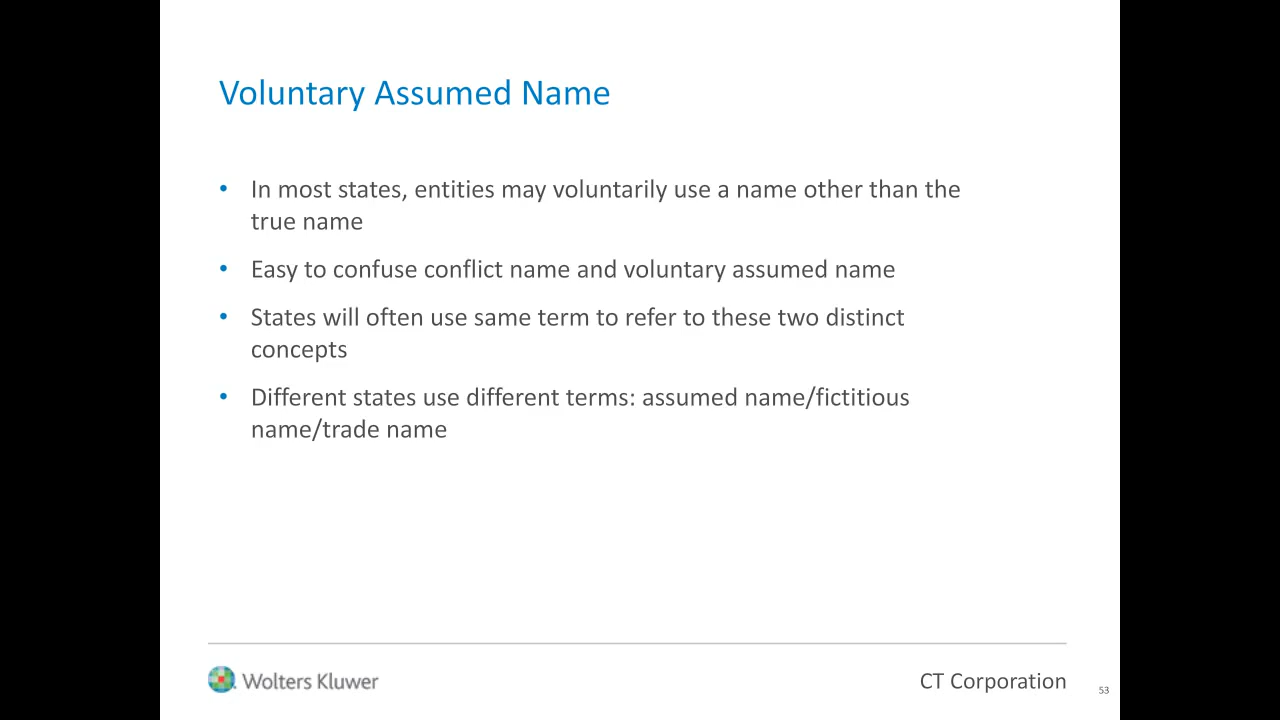 Voluntary Assumed Name
• In most states, entities may voluntarily use a name other than the
true name
• Easy to confuse conflict name and voluntary assumed name
• States will often use same term to refer to these two distinct
concepts
• Different states use different terms: assumed name/fictitious
name/trade name
Wolters Kluwer
CT Corporation
53